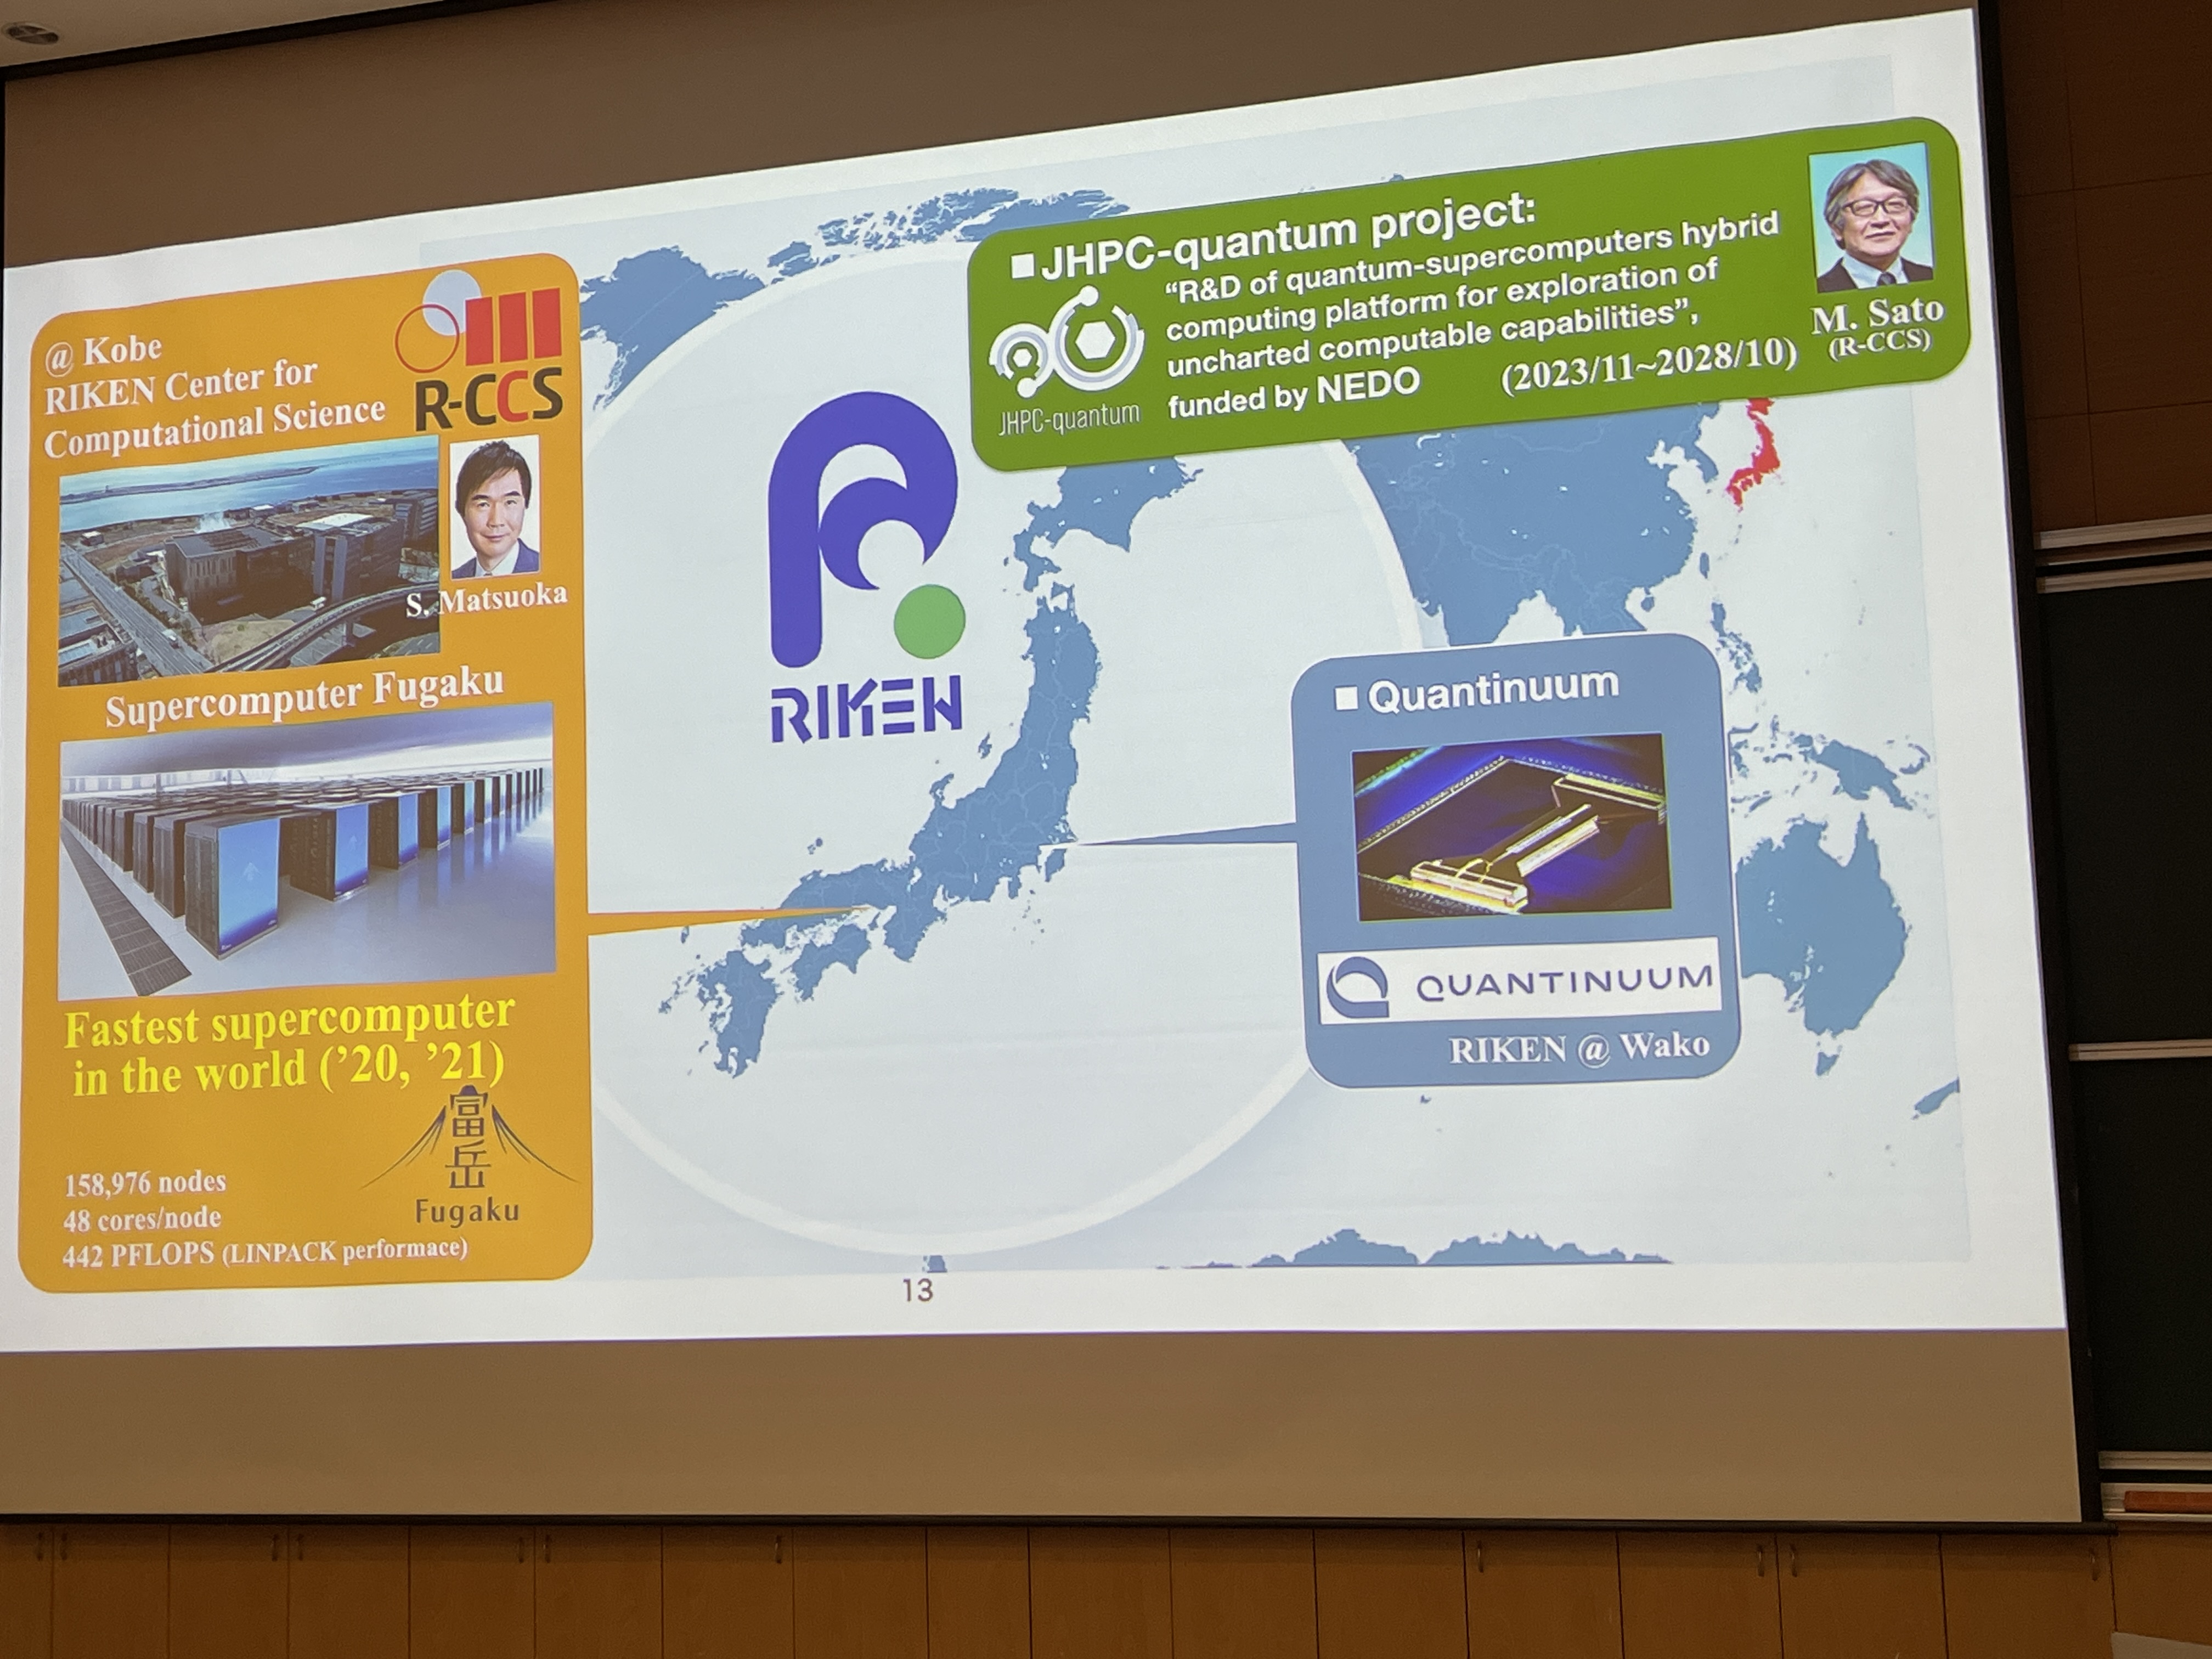 @ Kobe
RIKEN Center for
Computational Science
R-CCS
S. Matsuoka
Supercomputer Fugaku
Fastest supercomputer
in the world ('20, '21)
富
岳
Fugaku
158,976 nodes
48 cores/node
442 PFLOPS (LINPACK performace)
RIKEN
■ JHPC-quantum project:
"R&D of quantum-supercomputers hybrid
computing platform for exploration of
uncharted computable capabilities",
funded by NEDO (2023/11~2028/10)
JHPC-quantum
M. Sato
(R-CCS)
■ Quantinuum
QUANTINUUM
RIKEN @ Wako
13